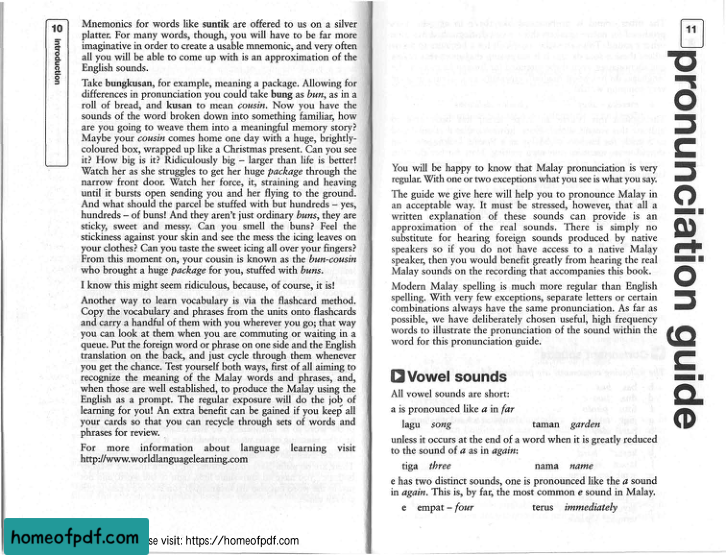 10
introduction
Mnemonics for words like suntik are offered to us on a silver
platter. For many words, though, you will have to be far more
imaginative in order to create a usable mnemonic, and very often
all you will be able to come up with is an approximation of the
English sounds.
Take bungkusan, for example, meaning a package. Allowing for
differences in pronunciation you could take bung as bun, as in a
roll of bread, and kusan to mean cousin. Now you have the
sounds of the word broken down into something familiar, how
are you going to weave them into a meaningful memory story?
Maybe your cousin comes home one day with a huge, brightly-
coloured box, wrapped up like a Christmas present. Can you see
it? How big is it? Ridiculously big – larger than life is better!
Watch her as she struggles to get her huge package through the
narrow front door. Watch her force, it, straining and heaving
until it bursts open sending you and her flying to the ground.
And what should the parcel be stuffed with but hundreds – yes,
hundreds – of buns! And they aren't just ordinary buns, they are
sticky, sweet and messy. Can you smell the buns? Feel the
stickiness against your skin and see the mess the icing leaves on
your clothes? Can you taste the sweet icing all over your fingers?
From this moment on, your cousin is known as the bun-cousin
who brought a huge package for you, stuffed with buns.
I know this might seem ridiculous, because, of course, it is!
Another way to learn vocabulary is via the flashcard method.
Copy the vocabulary and phrases from the units onto flashcards
and carry a handful of them with you wherever you go; that way
you can look at them when you are commuting or waiting in a
queue. Put the foreign word or phrase on one side and the English
translation on the back, and just cycle through them whenever
you get the chance. Test yourself both ways, first of all aiming to
recognize the meaning of the Malay words and phrases, and,
when those are well established, to produce the Malay using the
English as a prompt. The regular exposure will do the job of
learning for you! An extra benefit can be gained if you keep all
your cards so that you can recycle through sets of words and
phrases for review.
For more information about language learning visit
http://www.worldlanguagelearning.com
homeofpdf.com
se visit: https://homeofpdf.com
11
pronunciation guide
You will be happy to know that Malay pronunciation is very
regular. With one or two exceptions what you see is what you say.
The guide we give here will help you to pronounce Malay in
an acceptable way. It must be stressed, however, that all a
written explanation of these sounds can provide is an
approximation of the real sounds. There is simply no
substitute for hearing foreign sounds produced by native
speakers so if you do not have access to a native Malay
speaker, then you would benefit greatly from hearing the real
Malay sounds on the recording that accompanies this book.
Modern Malay spelling is much more regular than English
spelling. With very few exceptions, separate letters or certain
combinations always have the same pronunciation. As far as
possible, we have deliberately chosen useful, high frequency
words to illustrate the pronunciation of the sound within the
word for this pronunciation guide.
Vowel sounds
All vowel sounds are short:
a is pronounced like a in far
lagu song taman garden
unless it occurs at the end of a word when it is greatly reduced
to the sound of a as in again:
tiga three nama name
e has two distinct sounds, one is pronounced like the a sound
in again. This is, by far, the most common e sound in Malay.
e empat – four terus immediately